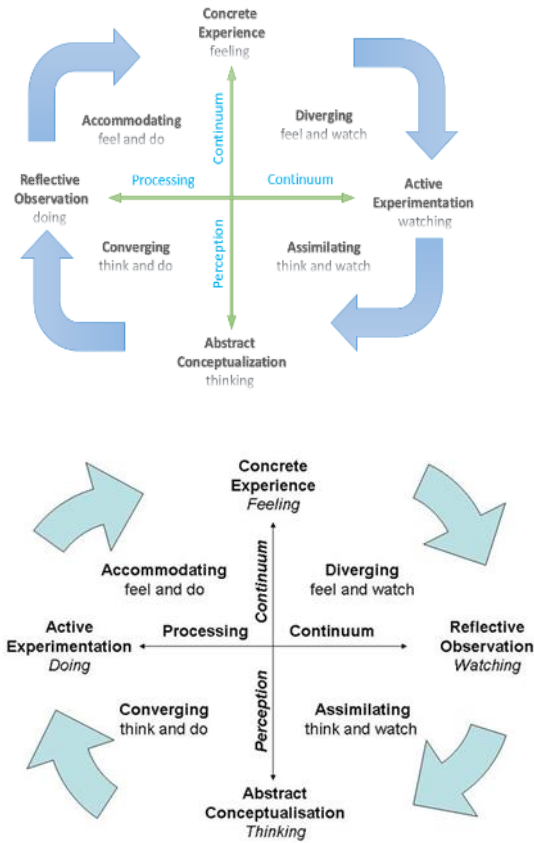 Concrete
Experience
feeling
Accommodating
feel and do
Continuum
Diverging
feel and watch
Reflective
Observation
doing
Processing
Continuum
Active
Experimentation
watching
Converging
think and do
Perception
Assimilating
think and watch
Abstract
Conceptualization
thinking
Concrete
Experience
Feeling
Accommodating
feel and do
Continuum
Diverging
feel and watch
Active
Experimentation
Doing
Processing
Continuum
Reflective
Observation
Watching
Converging
think and do
Perception
Assimilating
think and watch
Abstract
Conceptualisation
Thinking